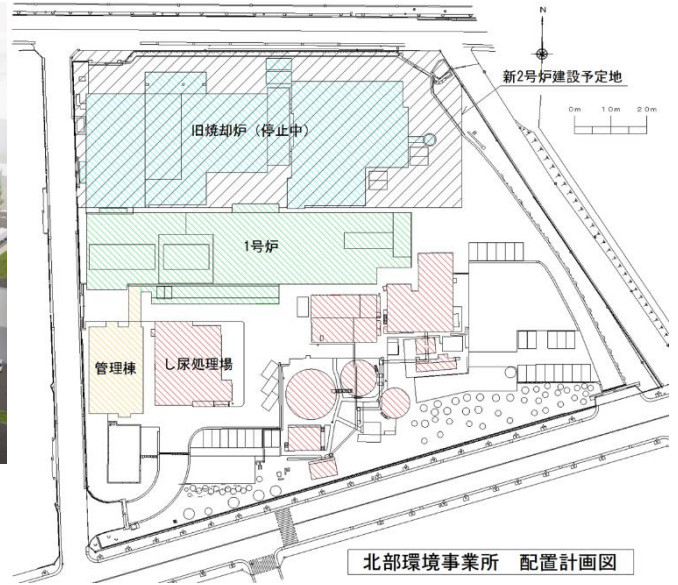 N
新2号炉建設予定地
0m 10m 20m
旧焼却炉（停止中）
1号炉
管理棟
し尿処理場
北部環境事業所　配置計画図